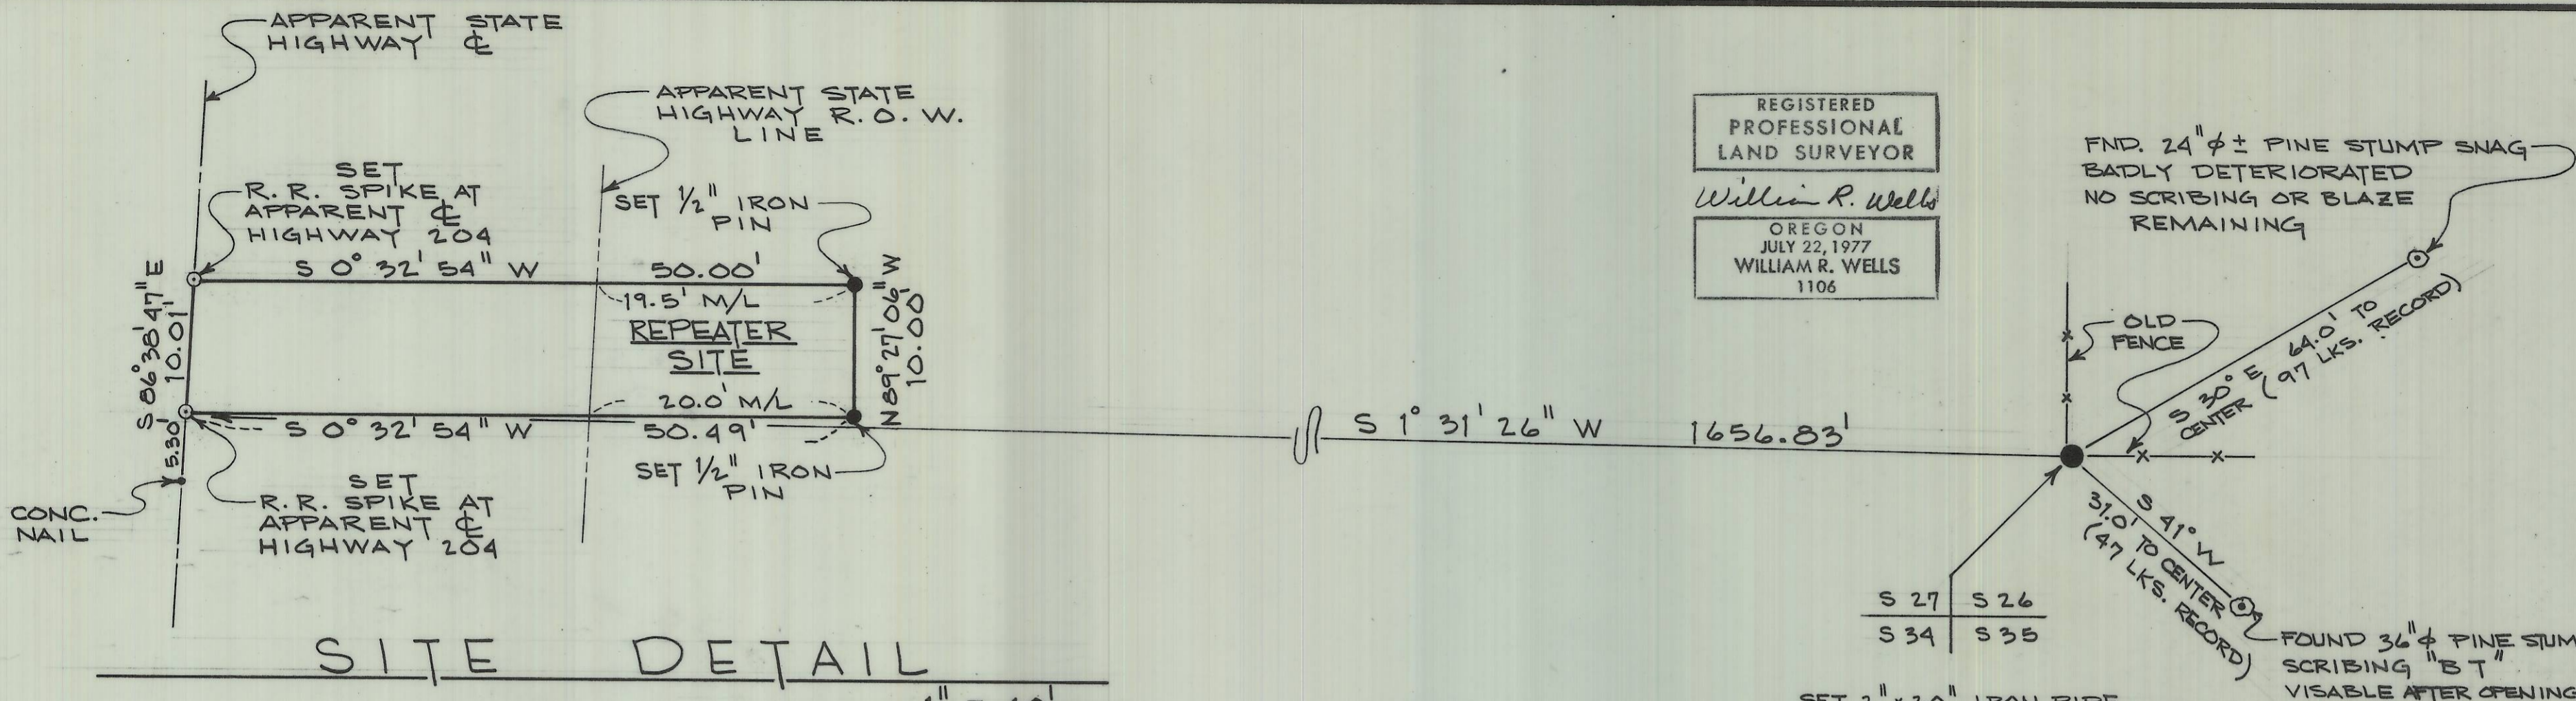 APPARENT STATE
HIGHWAY ℄
APPARENT STATE
HIGHWAY R.O.W.
LINE
SET
R.R. SPIKE AT
APPARENT ℄
HIGHWAY 204
SET 1/2" IRON
PIN
S 0° 32' 54" W
50.00'
19.5' M/L
REPEATER
SITE
20.0' M/L
S 0° 32' 54" W
50.49'
S 86° 38' 47" E
10.01'
5.30'
N 89° 27' 06" W
10.00'
CONC.
NAIL
SET
R.R. SPIKE AT
APPARENT ℄
HIGHWAY 204
SET 1/2" IRON
PIN
SITE DETAIL
S 1° 31' 26" W 1656.83'
REGISTERED
PROFESSIONAL
LAND SURVEYOR
William R. Wells
OREGON
JULY 22, 1977
WILLIAM R. WELLS
1106
FND. 24"φ ± PINE STUMP SNAG
BADLY DETERIORATED
NO SCRIBING OR BLAZE
REMAINING
OLD
FENCE
S 30° E 64.0' TO
CENTER (97 LKS. RECORD)
S 41° W
31.0' TO CENTER
(47 LKS. RECORD)
S 27 S 26
S 34 S 35
FOUND 36"φ PINE STUM
SCRIBING "B T"
VISABLE AFTER OPENING